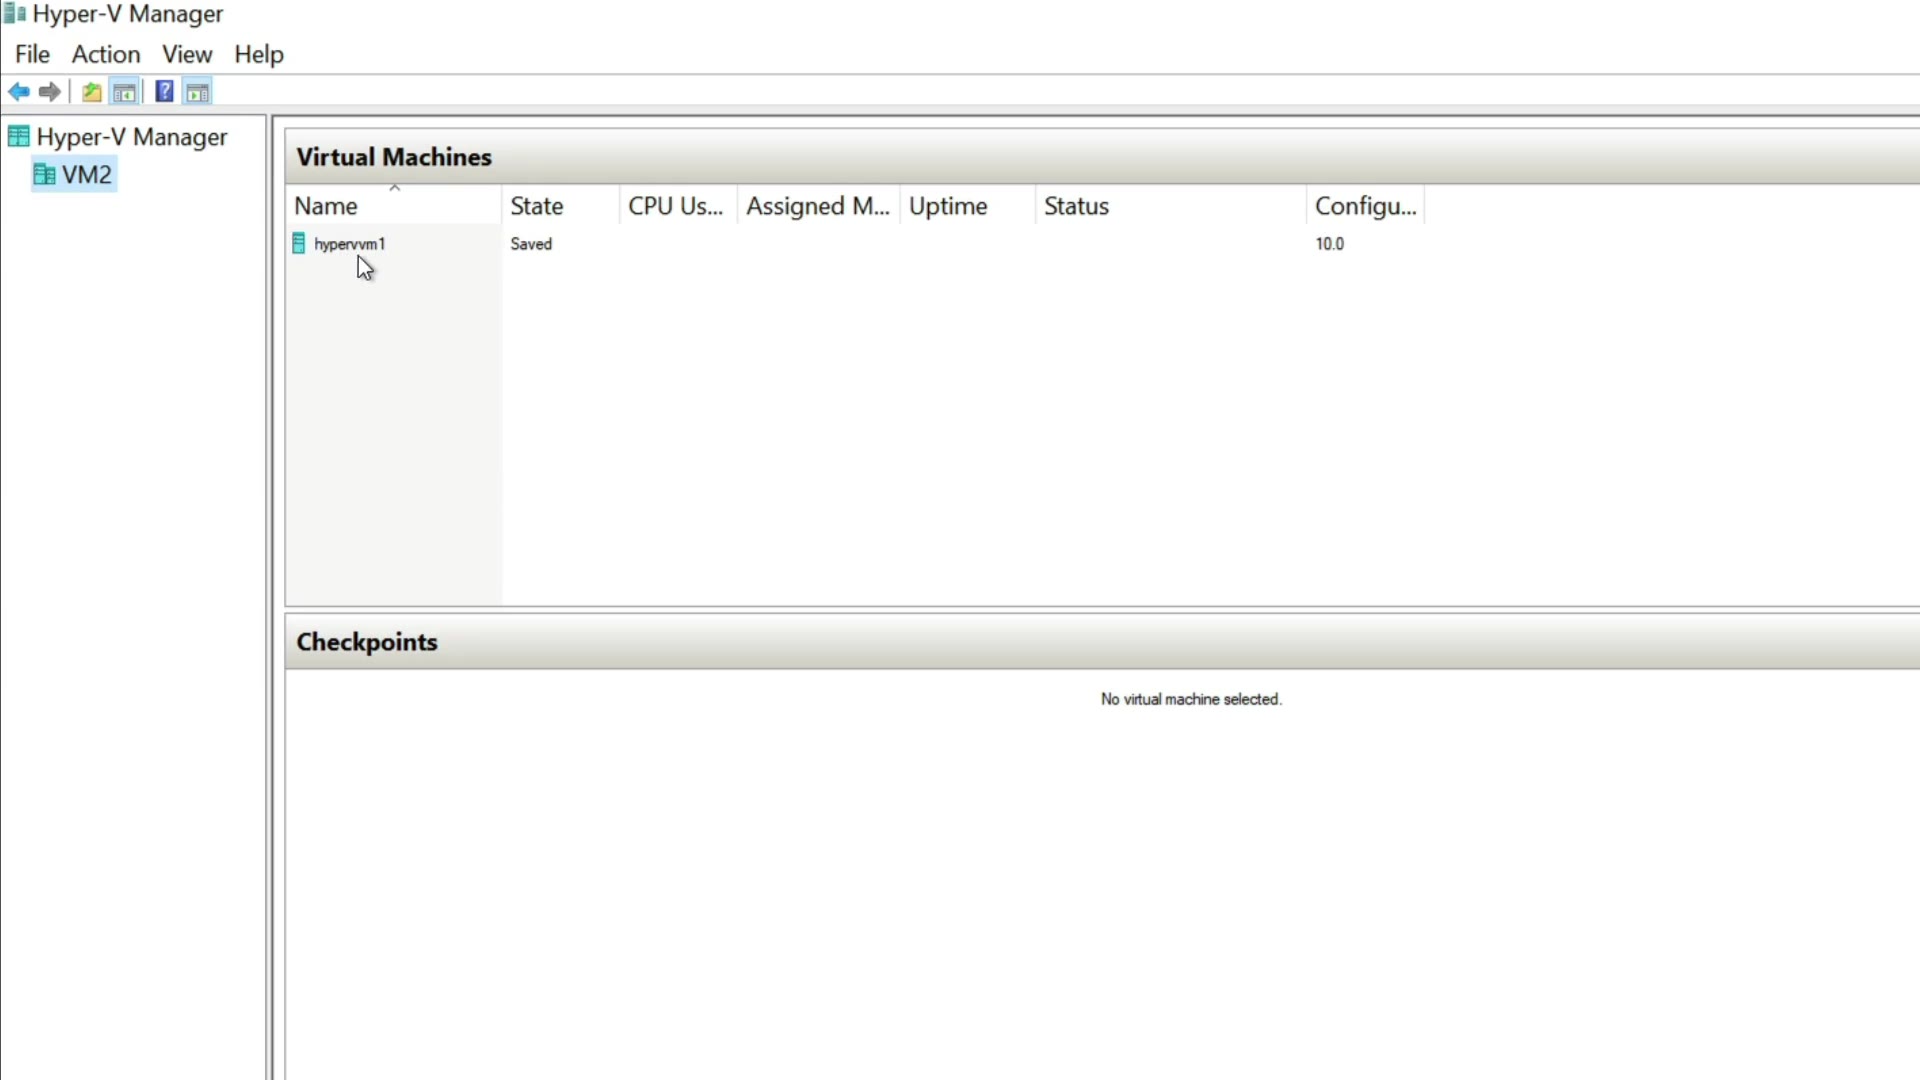 Hyper-V Manager
File Action View Help
Hyper-V Manager
VM2
Virtual Machines
Name State CPU Us... Assigned M... Uptime Status Configu...
hypervvm1 Saved 10.0
Checkpoints
No virtual machine selected.